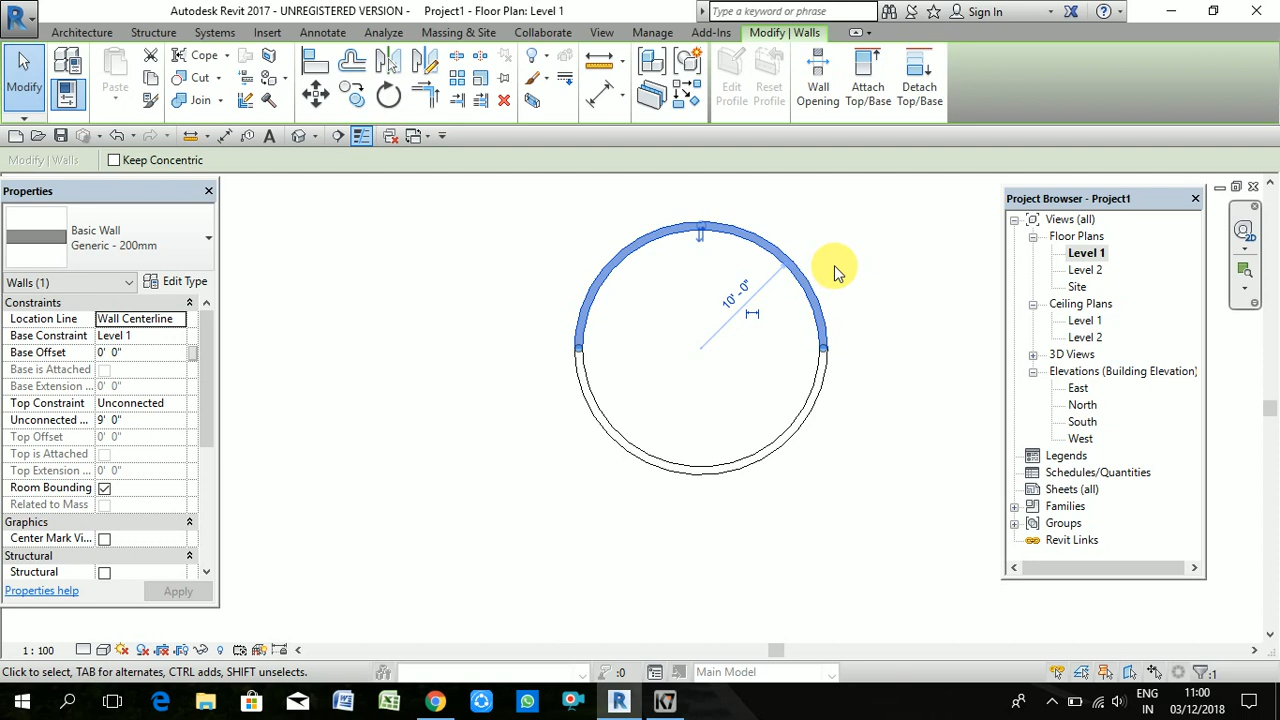 Autodesk Revit 2017 - UNREGISTERED VERSION - Project1 - Floor Plan: Level 1
Type a keyword or phrase
Sign In
Architecture Structure Systems Insert Annotate Analyze Massing & Site Collaborate View Manage Add-Ins Modify | Walls
Modify
Paste
Cope
Cut
Join
Edit Profile
Reset Profile
Wall Opening
Attach Top/Base
Detach Top/Base
Modify | Walls
Keep Concentric
Properties
Basic Wall
Generic - 200mm
Walls (1)
Edit Type
Constraints
Location Line Wall Centerline
Base Constraint Level 1
Base Offset 0' 0"
Base is Attached
Base Extension ... 0' 0"
Top Constraint Unconnected
Unconnected ... 9' 0"
Top Offset 0' 0"
Top is Attached
Top Extension ... 0' 0"
Room Bounding
Related to Mass
Graphics
Center Mark Vi...
Structural
Structural
Properties help
Apply
10' - 0"
Project Browser - Project1
Views (all)
Floor Plans
Level 1
Level 2
Site
Ceiling Plans
Level 1
Level 2
3D Views
Elevations (Building Elevation)
East
North
South
West
Legends
Schedules/Quantities
Sheets (all)
Families
Groups
Revit Links
2D
1 : 100
Click to select, TAB for alternates, CTRL adds, SHIFT unselects.
:0
Main Model
:1
ENG
IN
11:00
03/12/2018